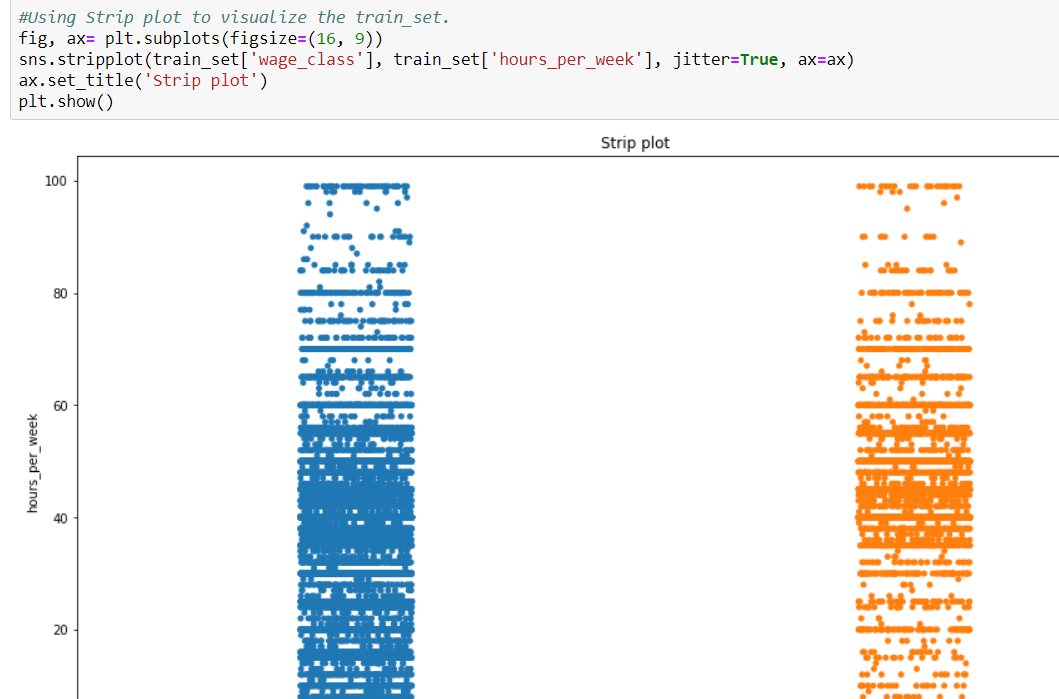 #Using Strip plot to visualize the train_set.
fig, ax= plt.subplots(figsize=(16, 9))
sns.stripplot(train_set['wage_class'], train_set['hours_per_week'], jitter=True, ax=ax)
ax.set_title('Strip plot')
plt.show()
Strip plot
100
80
60
hours_per_week
40
20